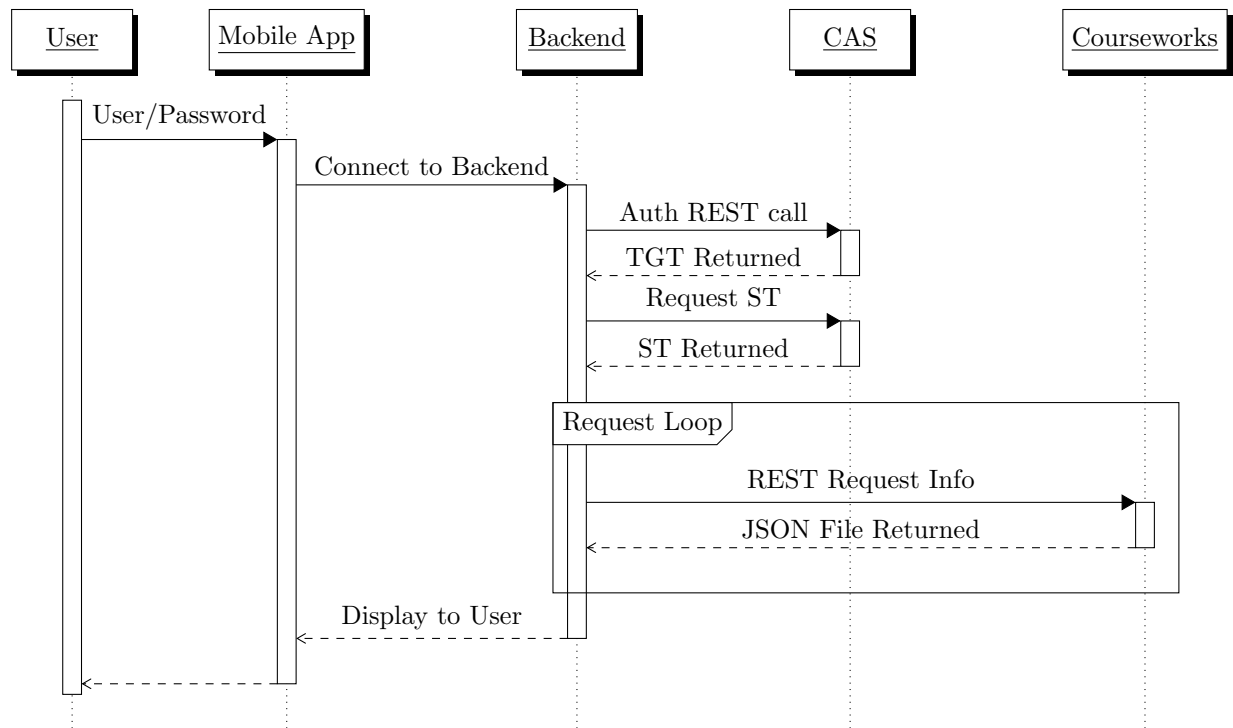 User
Mobile App
Backend
CAS
Courseworks
User/Password
Connect to Backend
Auth REST call
TGT Returned
Request ST
ST Returned
Request Loop
REST Request Info
JSON File Returned
Display to User